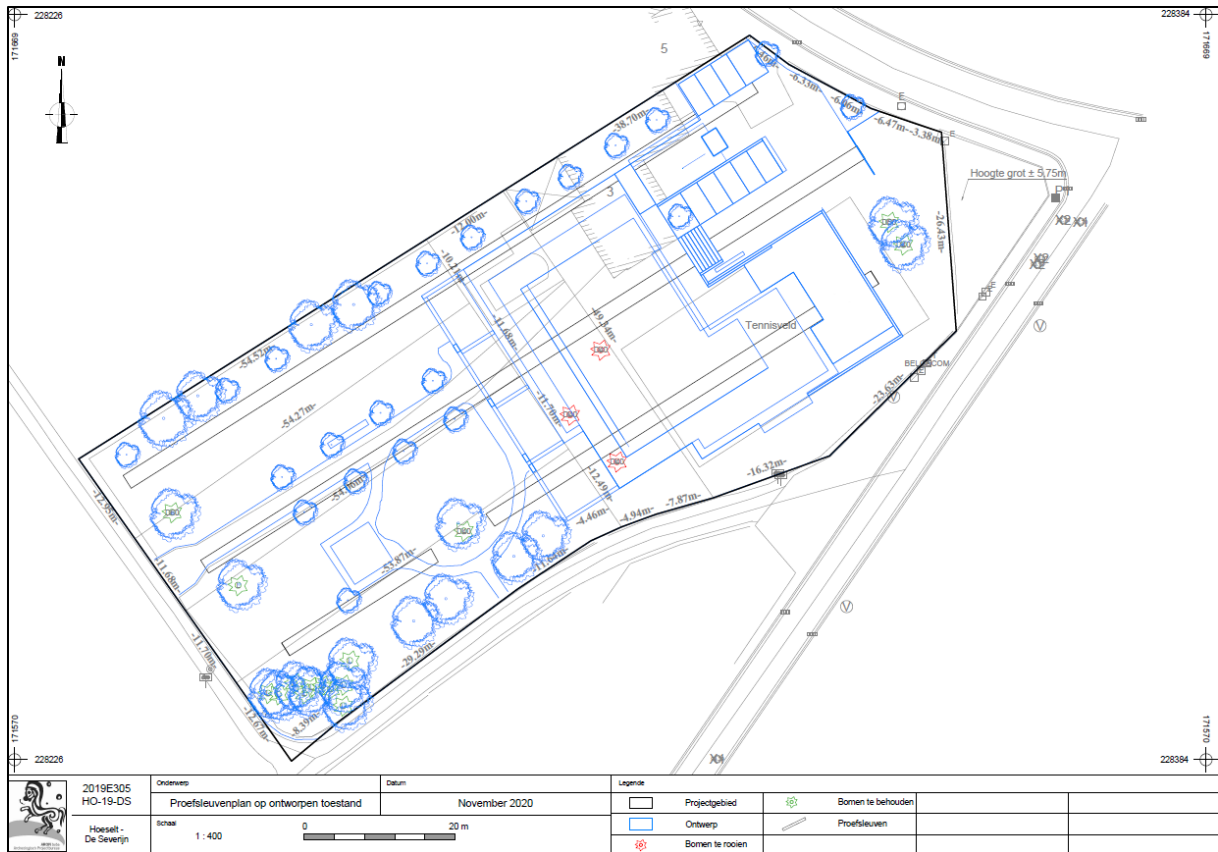 228226
171669
228384
171669
N
5
3
-6.33m-
-6.06m-
-6.47m-
-3.38m-
E
E
Hoogte grot ± 5,75m
P
-38.70m-
-12.00m-
-10.21m-
-26.43m-
-11.68m-
-49.34m-
Tennisveld
-54.52m-
-54.27m-
-11.70m-
-23.63m-
V
V
-12.95m-
-12.49m-
-16.32m-
-7.87m-
-4.94m-
-4.46m-
-11.64m-
-53.87m-
-11.68m-
-11.70m-
-29.29m-
-12.67m-
-8.39m-
V
171570
228226
171570
228384
2019E305
HO-19-DS
Hoeselt -
De Severijn
Onderwerp
Proefsleuvenplan op ontworpen toestand
Datum
November 2020
Schaal
1 : 400
0
20 m
Legende
Projectgebied
Bomen te behouden
Ontwerp
Proefsleuven
Bomen te rooien